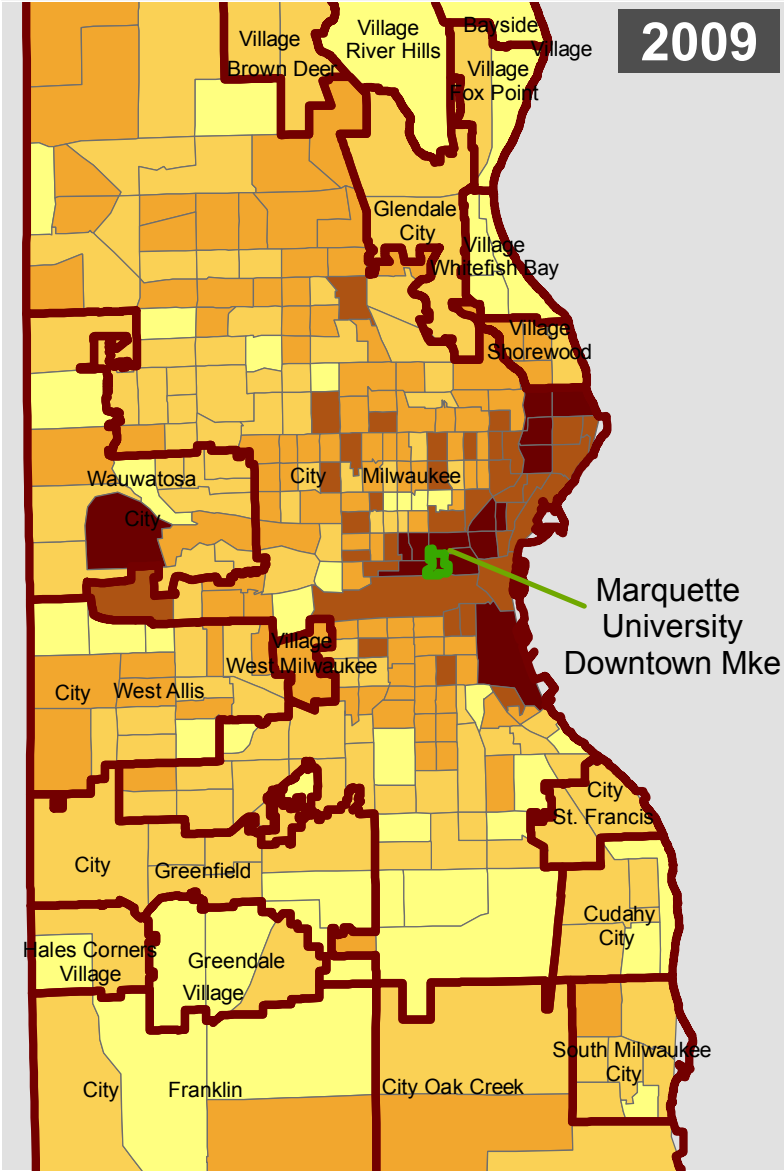 2009
Village
Brown Deer
Village
River Hills
Bayside
Village
Village
Fox Point
Glendale
City
Village
Whitefish Bay
Village
Shorewood
Wauwatosa
City
City Milwaukee
Marquette
University
Downtown Mke
Village
West Milwaukee
City West Allis
City
St. Francis
City Greenfield
Cudahy
City
Hales Corners
Village
Greendale
Village
South Milwaukee
City
City Franklin
City Oak Creek